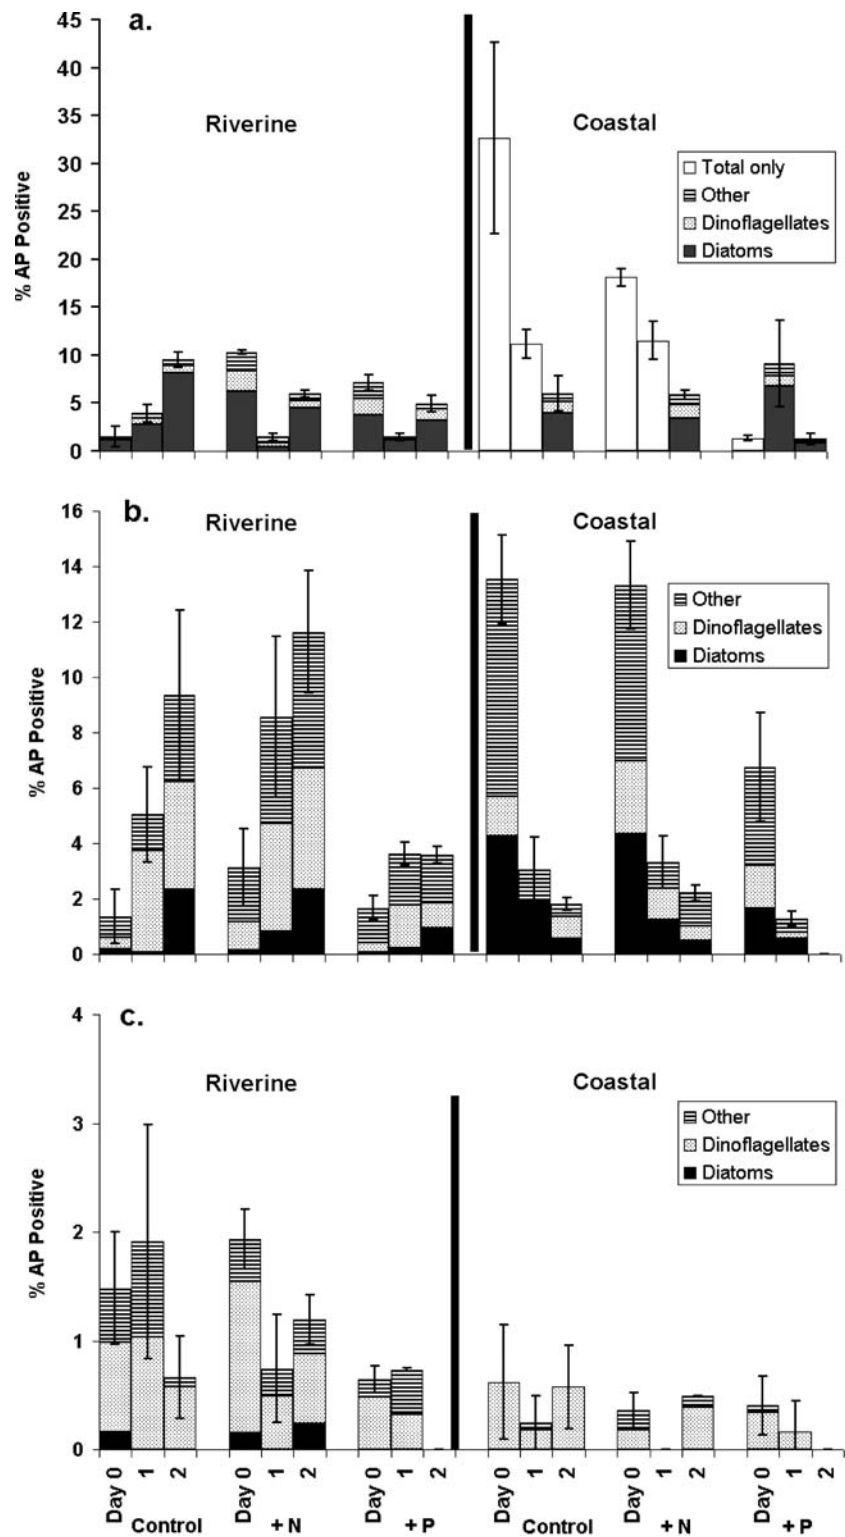 a.
45
40
35
30
25
20
15
10
5
0
% AP Positive
Riverine
Coastal
Total only
Other
Dinoflagellates
Diatoms
b.
16
14
12
10
8
6
4
2
0
% AP Positive
Riverine
Coastal
Other
Dinoflagellates
Diatoms
c.
4
3
2
1
0
% AP Positive
Riverine
Coastal
Other
Dinoflagellates
Diatoms
Day 0 1 2 Day 0 1 2 Day 0 1 2 Day 0 1 2 Day 0 1 2 Day 0 1 2
Control + N + P Control + N + P